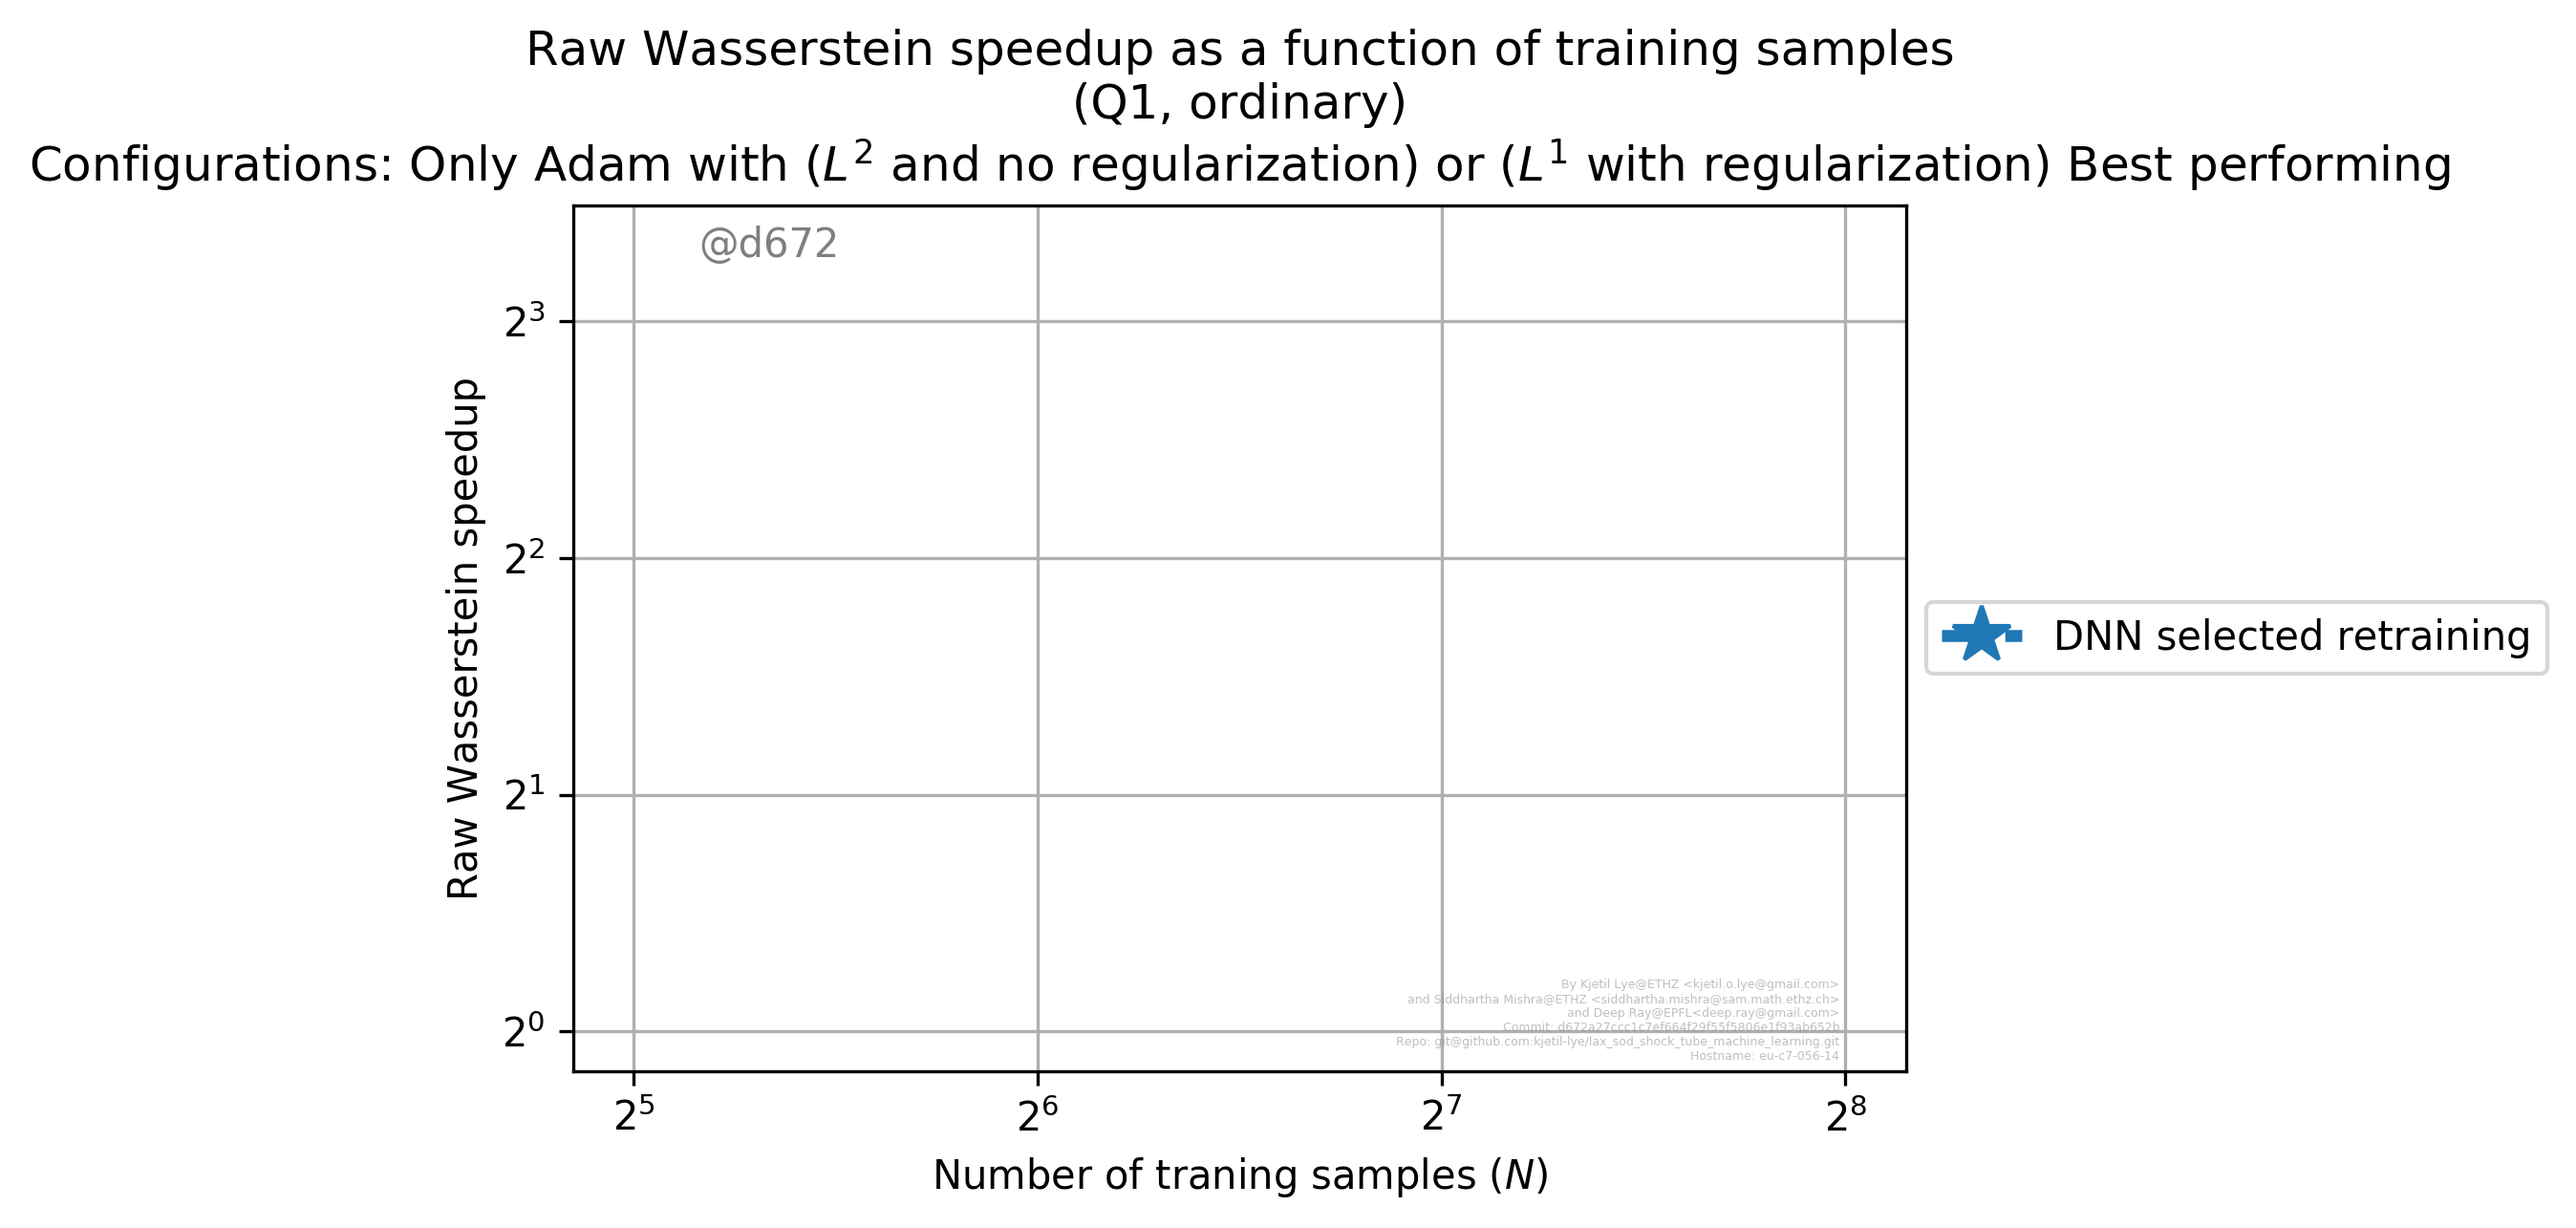 Raw Wasserstein speedup as a function of training samples
(Q1, ordinary)
Configurations: Only Adam with (L² and no regularization) or (L¹ with regularization) Best performing
@d672
2³
2²
2¹
2⁰
Raw Wasserstein speedup
DNN selected retraining
By Kjetil Lye@ETHZ <kjetil.o.lye@gmail.com>
and Siddhartha Mishra@ETHZ <siddhartha.mishra@sam.math.ethz.ch>
and Deep Ray@EPFL<deep.ray@gmail.com>
Commit: d672a27ccc1c7ef664f29f55f5806e1f93ab652b
Repo: git@github.com:kjetil-lye/lax_sod_shock_tube_machine_learning.git
Hostname: eu-c7-056-14
2⁵ 2⁶ 2⁷ 2⁸
Number of traning samples (N)